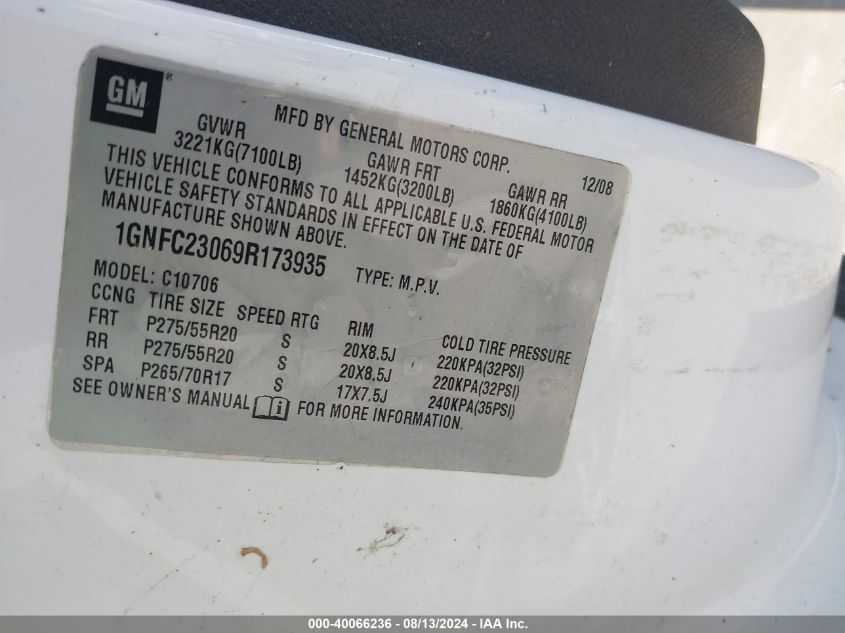 GM ®
MFD BY GENERAL MOTORS CORP. 12/08
GVWR GAWR FRT GAWR RR
3221KG(7100LB) 1452KG(3200LB) 1860KG(4100LB)
THIS VEHICLE CONFORMS TO ALL APPLICABLE U.S. FEDERAL MOTOR
VEHICLE SAFETY STANDARDS IN EFFECT ON THE DATE OF
MANUFACTURE SHOWN ABOVE.
1GNFC23069R173935 TYPE: M.P.V.
MODEL: C10706
CCNG TIRE SIZE SPEED RTG RIM COLD TIRE PRESSURE
FRT P275/55R20 S 20X8.5J 220KPA(32PSI)
RR P275/55R20 S 20X8.5J 220KPA(32PSI)
SPA P265/70R17 S 17X7.5J 240KPA(35PSI)
SEE OWNER'S MANUAL i FOR MORE INFORMATION.
000-40066236 - 08/13/2024 - IAA Inc.